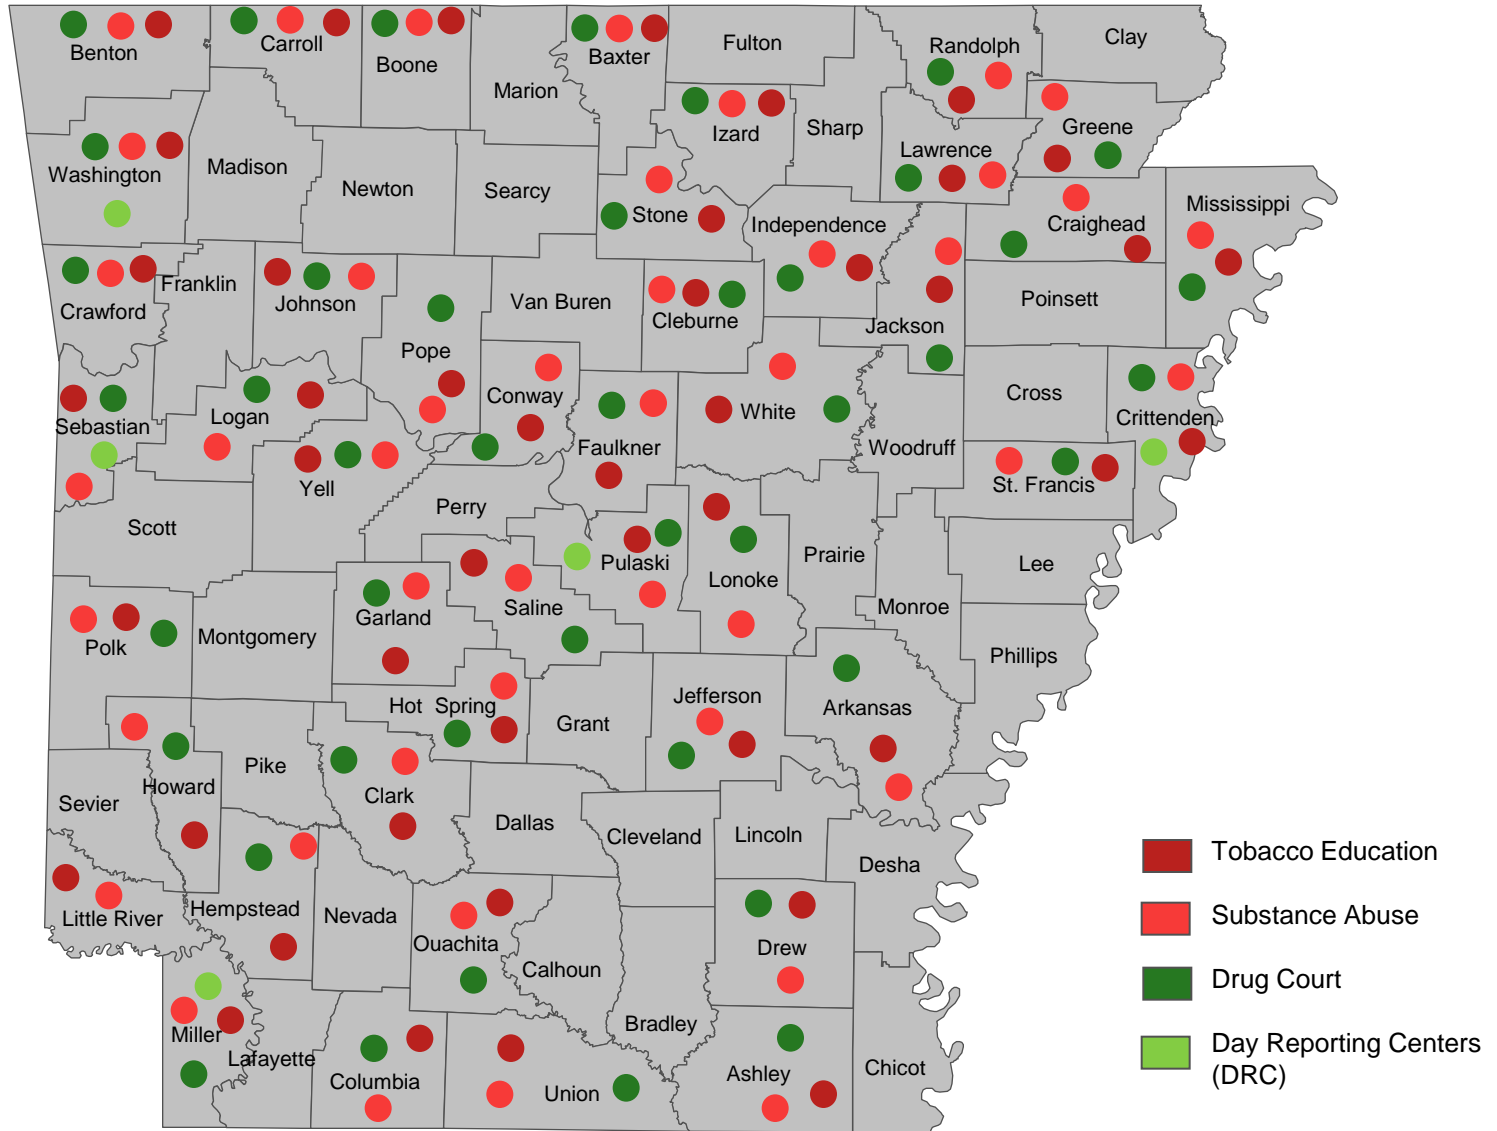 Benton
Carroll
Boone
Marion
Baxter
Fulton
Randolph
Clay
Izard
Sharp
Greene
Lawrence
Washington
Madison
Newton
Searcy
Stone
Independence
Craighead
Mississippi
Crawford
Franklin
Johnson
Van Buren
Cleburne
Jackson
Poinsett
Pope
Conway
White
Cross
Crittenden
Sebastian
Logan
Faulkner
Woodruff
Yell
St. Francis
Scott
Perry
Pulaski
Lonoke
Prairie
Lee
Garland
Saline
Monroe
Polk
Montgomery
Phillips
Hot Spring
Grant
Jefferson
Arkansas
Pike
Howard
Sevier
Clark
Dallas
Cleveland
Lincoln
Desha
Little River
Hempstead
Nevada
Ouachita
Calhoun
Drew
Bradley
Miller
Lafayette
Columbia
Union
Ashley
Chicot
Tobacco Education
Substance Abuse
Drug Court
Day Reporting Centers
(DRC)